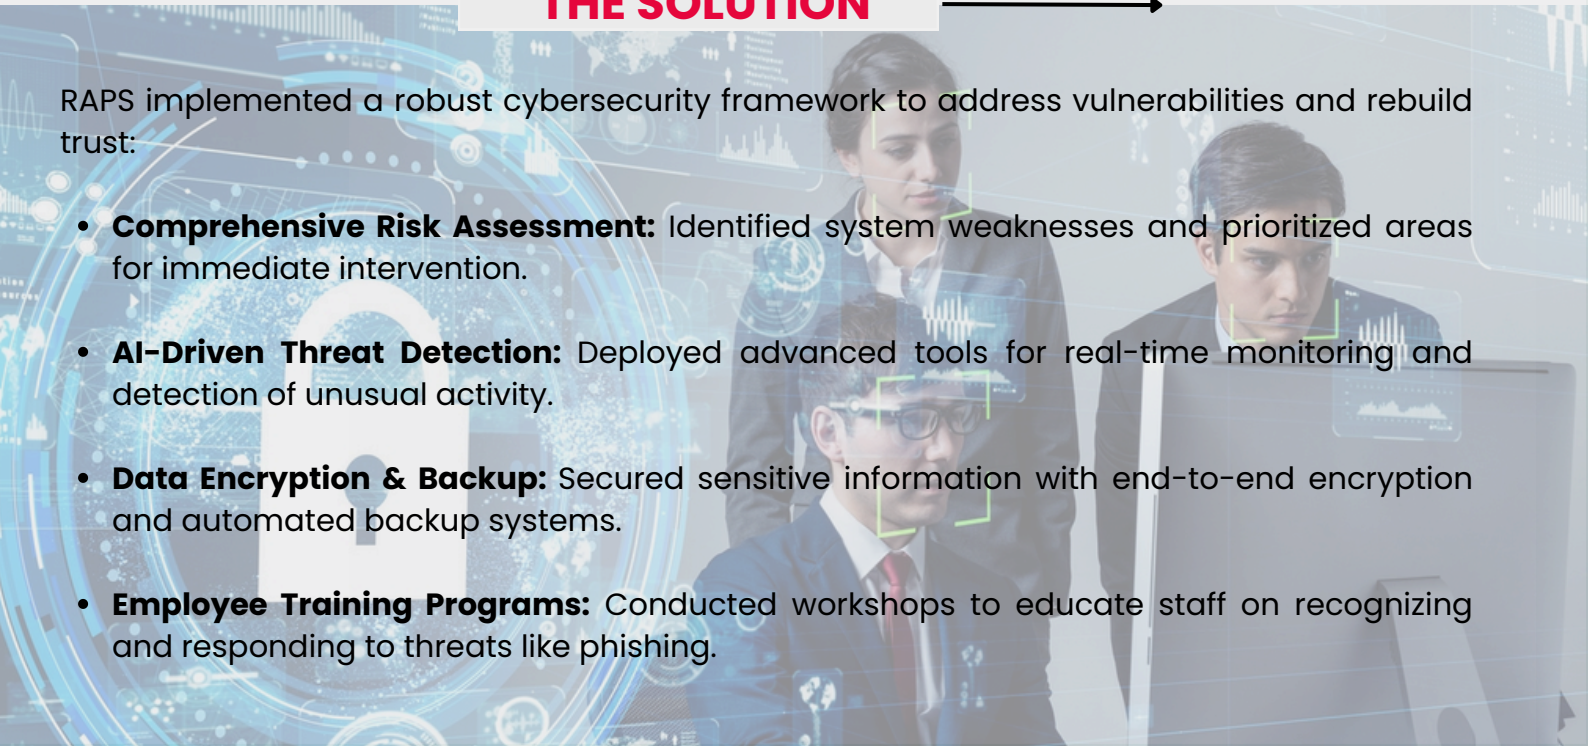 THE SOLUTION
RAPS implemented a robust cybersecurity framework to address vulnerabilities and rebuild
trust:
• Comprehensive Risk Assessment: Identified system weaknesses and prioritized areas
for immediate intervention.
• AI-Driven Threat Detection: Deployed advanced tools for real-time monitoring and
detection of unusual activity.
• Data Encryption & Backup: Secured sensitive information with end-to-end encryption
and automated backup systems.
• Employee Training Programs: Conducted workshops to educate staff on recognizing
and responding to threats like phishing.